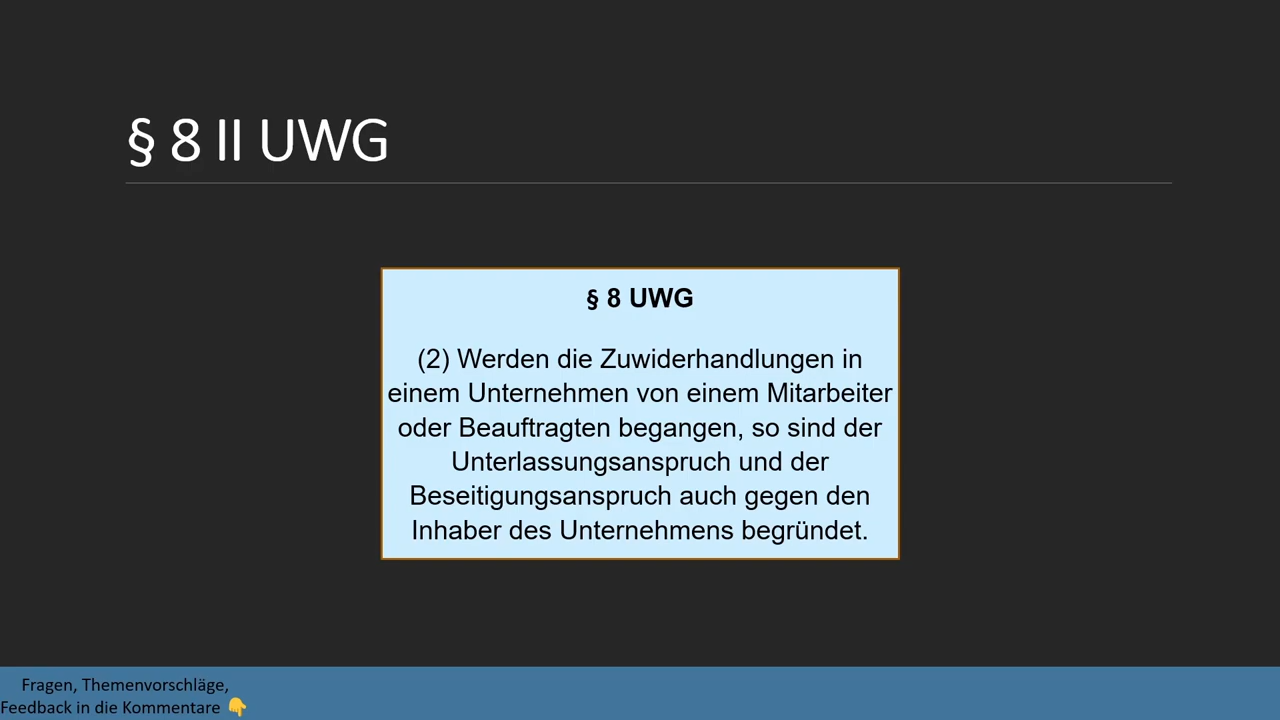 § 8 II UWG
§ 8 UWG
(2) Werden die Zuwiderhandlungen in
einem Unternehmen von einem Mitarbeiter
oder Beauftragten begangen, so sind der
Unterlassungsanspruch und der
Beseitigungsanspruch auch gegen den
Inhaber des Unternehmens begründet.
Fragen, Themenvorschläge,
Feedback in die Kommentare 👇